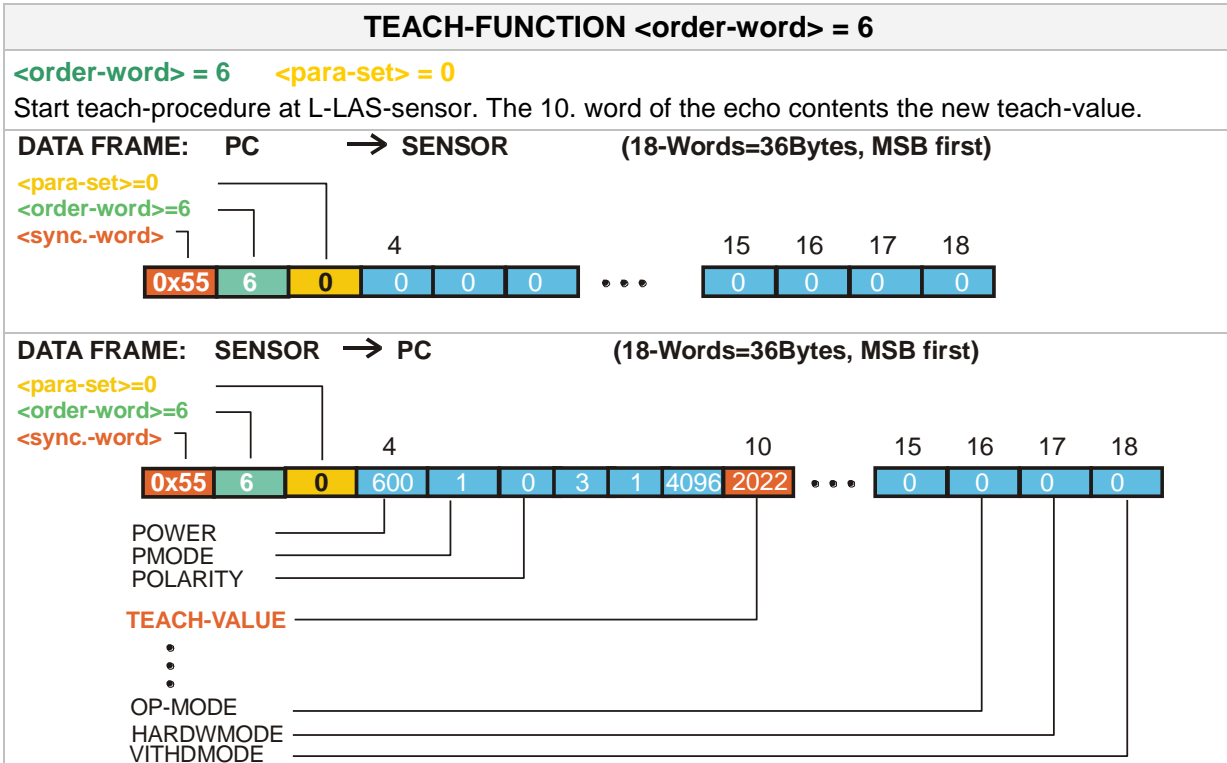 TEACH-FUNCTION <order-word> = 6
<order-word> = 6 <para-set> = 0
Start teach-procedure at L-LAS-sensor. The 10. word of the echo contents the new teach-value.
DATA FRAME: PC → SENSOR (18-Words=36Bytes, MSB first)
<para-set>=0
<order-word>=6
<sync.-word>
4 15 16 17 18
0x55 6 0 0 0 0 ••• 0 0 0 0
DATA FRAME: SENSOR → PC (18-Words=36Bytes, MSB first)
<para-set>=0
<order-word>=6
<sync.-word>
4 10 15 16 17 18
0x55 6 0 600 1 0 3 1 4096 2022 ••• 0 0 0 0
POWER
PMODE
POLARITY
TEACH-VALUE
OP-MODE
HARDWMODE
VITHDMODE